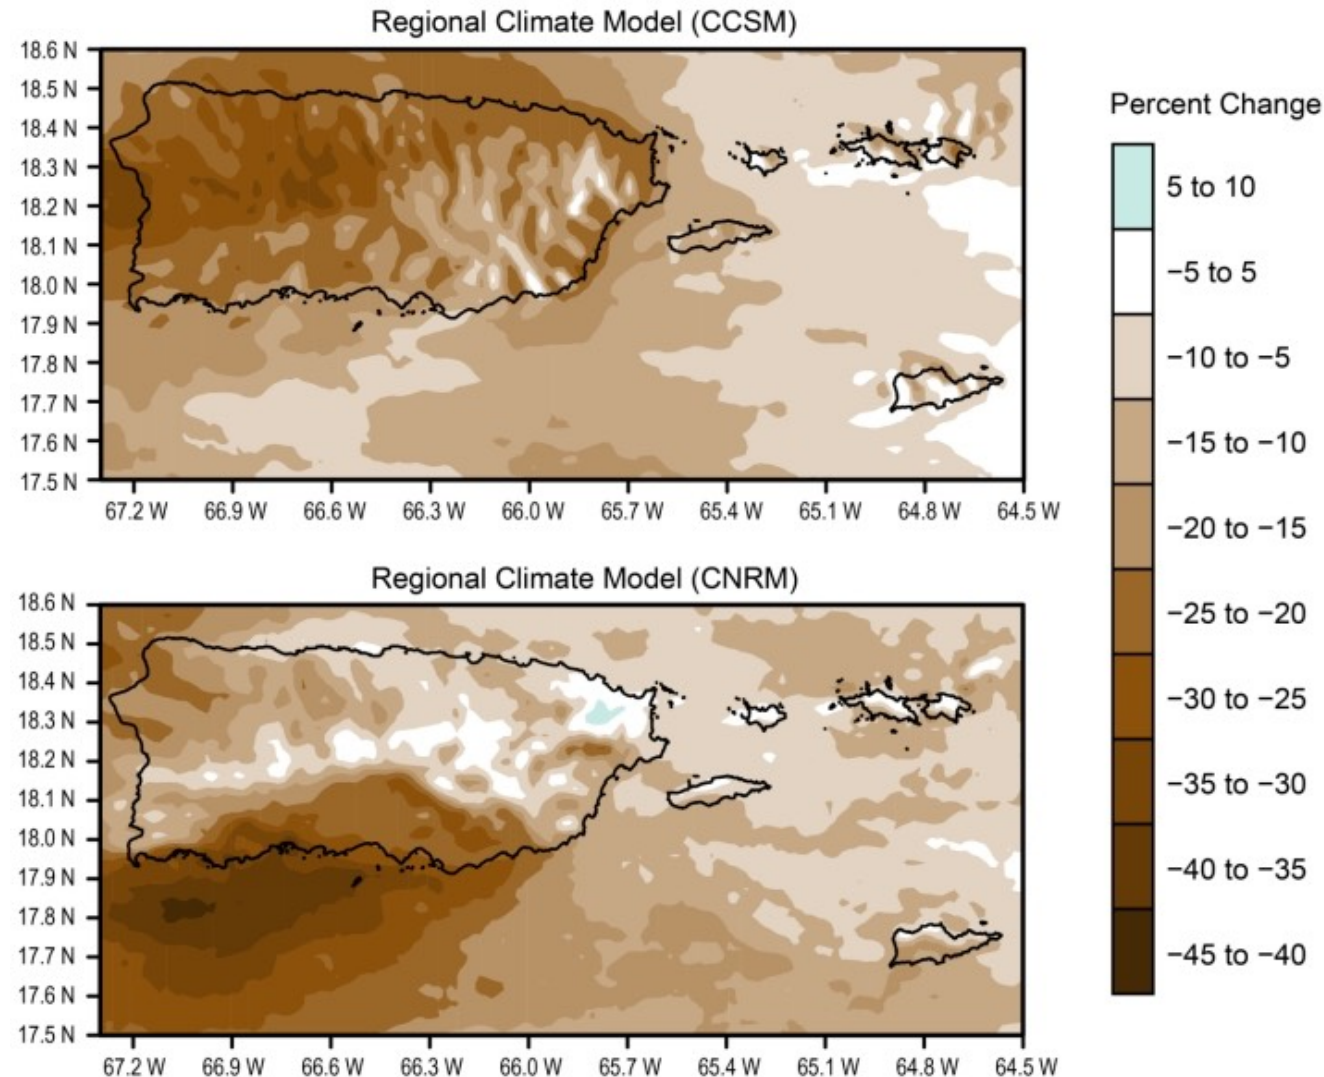 Regional Climate Model (CCSM)
18.6 N
18.5 N
18.4 N
18.3 N
18.2 N
18.1 N
18.0 N
17.9 N
17.8 N
17.7 N
17.6 N
17.5 N
67.2 W 66.9 W 66.6 W 66.3 W 66.0 W 65.7 W 65.4 W 65.1 W 64.8 W 64.5 W
Regional Climate Model (CNRM)
18.6 N
18.5 N
18.4 N
18.3 N
18.2 N
18.1 N
18.0 N
17.9 N
17.8 N
17.7 N
17.6 N
17.5 N
67.2 W 66.9 W 66.6 W 66.3 W 66.0 W 65.7 W 65.4 W 65.1 W 64.8 W 64.5 W
Percent Change
5 to 10
−5 to 5
−10 to −5
−15 to −10
−20 to −15
−25 to −20
−30 to −25
−35 to −30
−40 to −35
−45 to −40